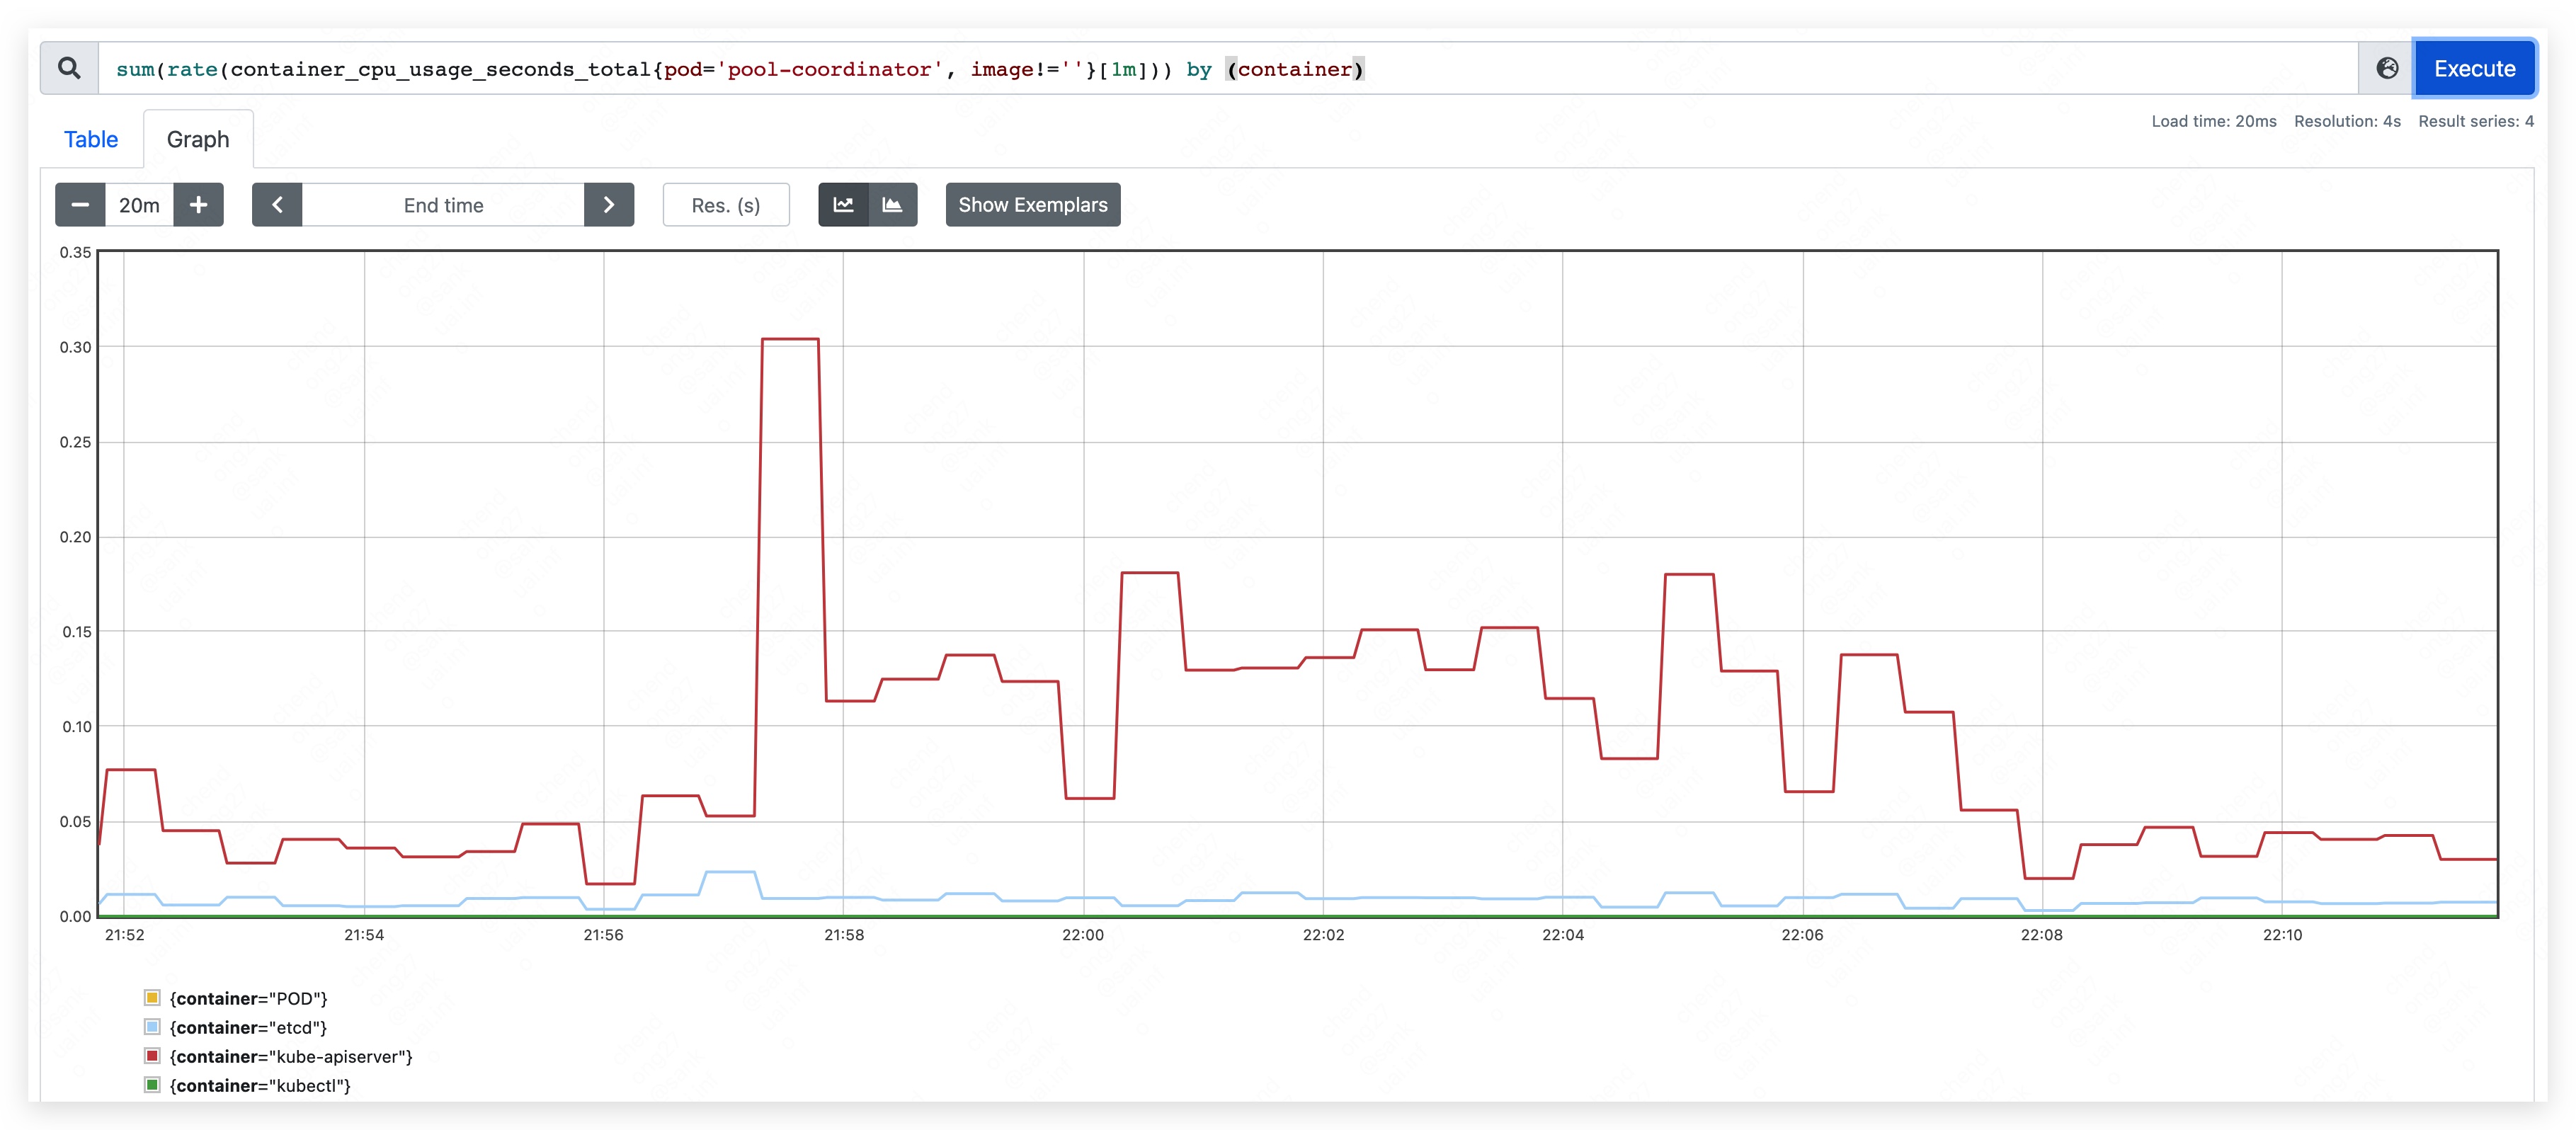 sum(rate(container_cpu_usage_seconds_total{pod='pool-coordinator', image!=''}[1m])) by (container)
Execute
Table
Graph
Load time: 20ms Resolution: 4s Result series: 4
20m
End time
Res. (s)
Show Exemplars
0.35
0.30
0.25
0.20
0.15
0.10
0.05
0.00
21:52
21:54
21:56
21:58
22:00
22:02
22:04
22:06
22:08
22:10
{container="POD"}
{container="etcd"}
{container="kube-apiserver"}
{container="kubectl"}